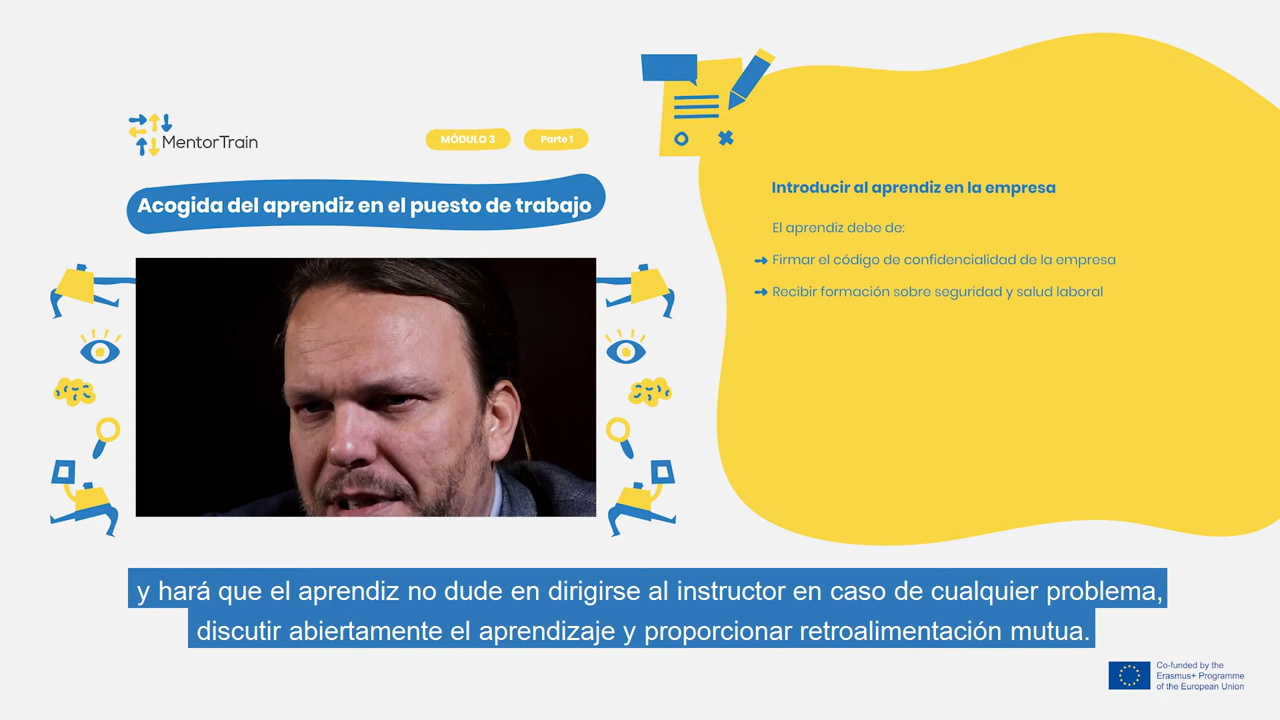 MentorTrain
MÓDULO 3
Parte 1
Acogida del aprendiz en el puesto de trabajo
Introducir al aprendiz en la empresa
El aprendiz debe de:
Firmar el código de confidencialidad de la empresa
Recibir formación sobre seguridad y salud laboral
y hará que el aprendiz no dude en dirigirse al instructor en caso de cualquier problema,
discutir abiertamente el aprendizaje y proporcionar retroalimentación mutua.
Co-funded by the
Erasmus+ Programme
of the European Union